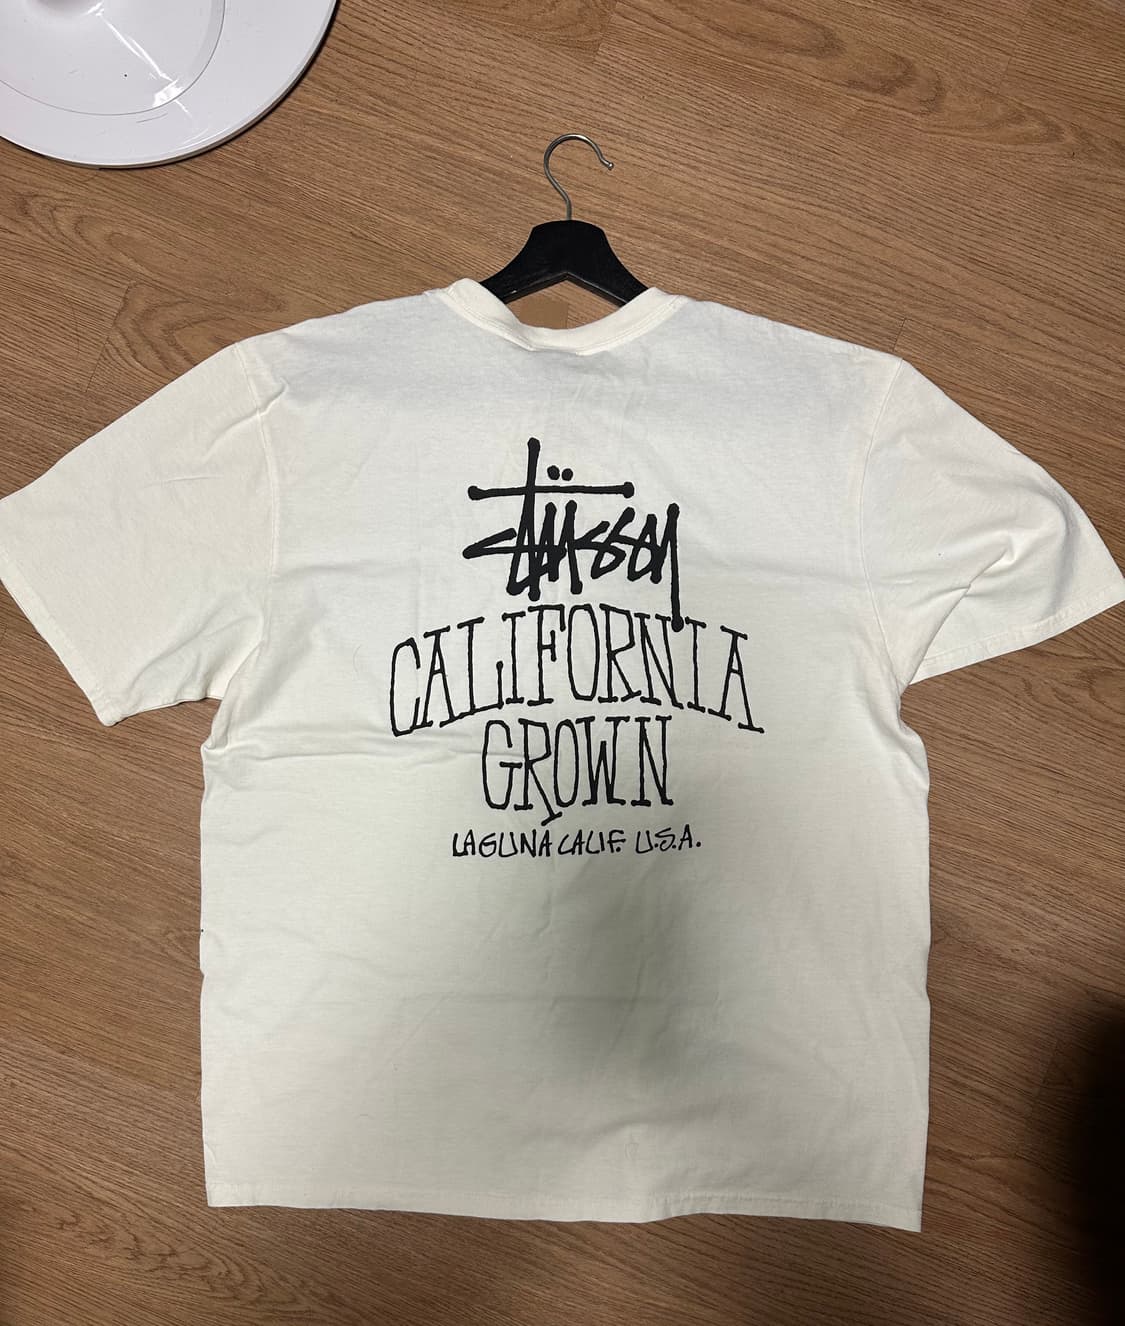 Stüssy
CALIFORNIA
GROWN
LAGUNA CALIF. U.S.A.